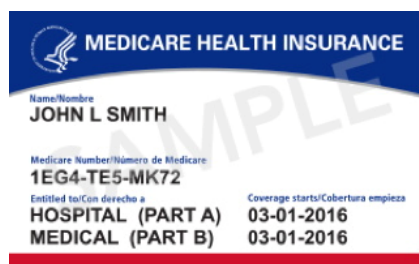 MEDICARE HEALTH INSURANCE
Name/Nombre
JOHN L SMITH
Medicare Number/Número de Medicare
1EG4-TE5-MK72
Entitled to/Con derecho a Coverage starts/Cobertura empieza
HOSPITAL (PART A) 03-01-2016
MEDICAL (PART B) 03-01-2016
SAMPLE